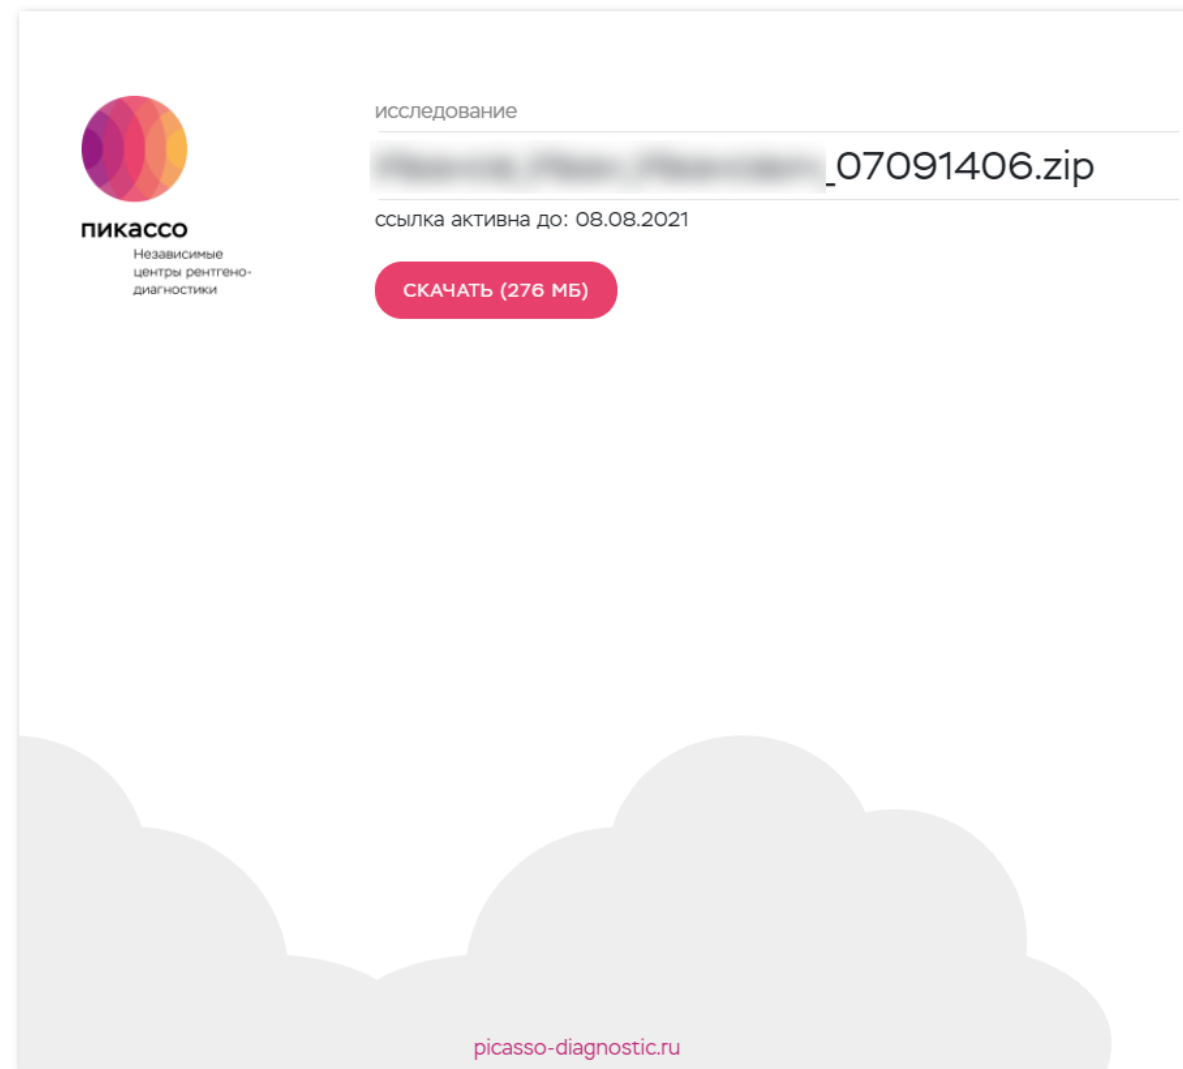 исследование
_07091406.zip
ссылка активна до: 08.08.2021
СКАЧАТЬ (276 МБ)
пикассо
Независимые
центры рентгено-
диагностики
picasso-diagnostic.ru